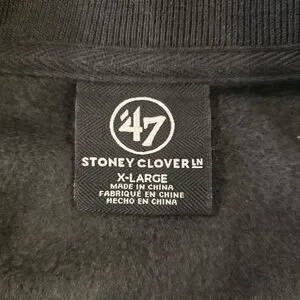 '47
STONEY CLOVER LN
X-LARGE
MADE IN CHINA
FABRIQUÉ EN CHINE
HECHO EN CHINA